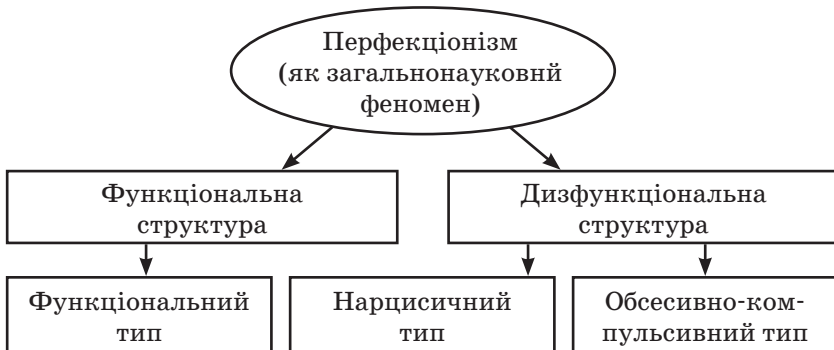 Перфекціонізм
(як загальнонауковнй
феномен)
Функціональна
структура
Дизфункціональна
структура
Функціональний
тип
Нарцисичний
тип
Обсесивно-ком-
пульсивний тип